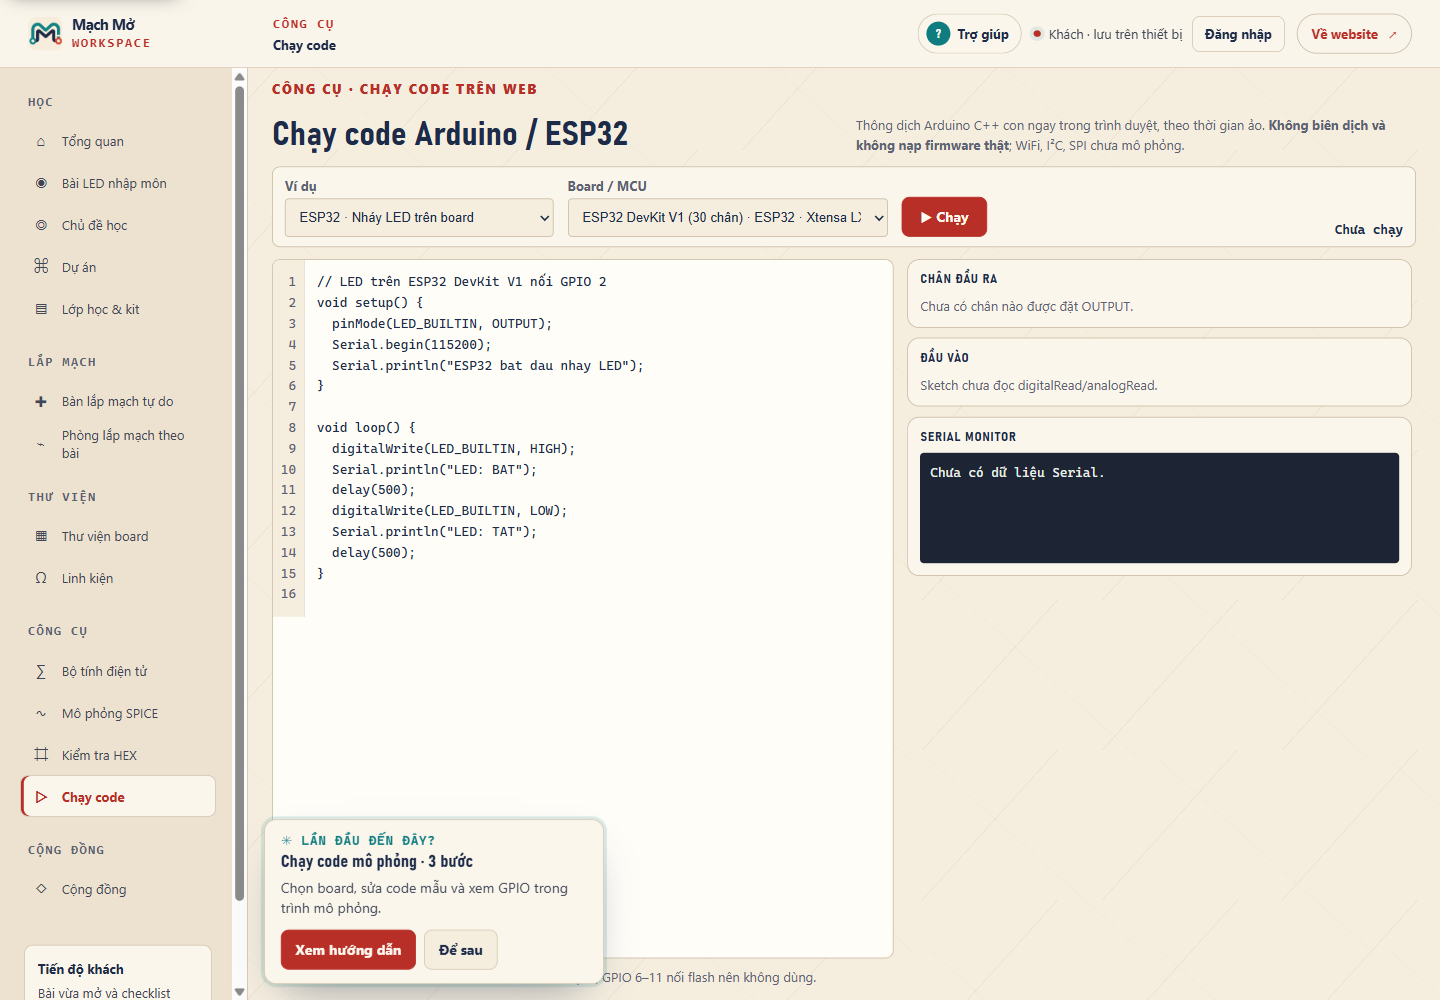 Mạch Mở
WORKSPACE
CÔNG CỤ
Chạy code
? Trợ giúp
Khách · lưu trên thiết bị
Đăng nhập
Về website ↗
HỌC
Tổng quan
Bài LED nhập môn
Chủ đề học
Dự án
Lớp học & kit
LẮP MẠCH
Bàn lắp mạch tự do
Phòng lắp mạch theo
bài
THƯ VIỆN
Thư viện board
Linh kiện
CÔNG CỤ
Bộ tính điện tử
Mô phỏng SPICE
Kiểm tra HEX
Chạy code
CỘNG ĐỒNG
Cộng đồng
Tiến độ khách
Bài vừa mở và checklist
CÔNG CỤ · CHẠY CODE TRÊN WEB
Chạy code Arduino / ESP32
Thông dịch Arduino C++ con ngay trong trình duyệt, theo thời gian ảo. Không biên dịch và
không nạp firmware thật; WiFi, I²C, SPI chưa mô phỏng.
Ví dụ
ESP32 · Nháy LED trên board
Board / MCU
ESP32 DevKit V1 (30 chân) · ESP32 · Xtensa LX
▶ Chạy
Chưa chạy
1 // LED trên ESP32 DevKit V1 nối GPIO 2
2 void setup() {
3 pinMode(LED_BUILTIN, OUTPUT);
4 Serial.begin(115200);
5 Serial.println("ESP32 bat dau nhay LED");
6 }
7
8 void loop() {
9 digitalWrite(LED_BUILTIN, HIGH);
10 Serial.println("LED: BAT");
11 delay(500);
12 digitalWrite(LED_BUILTIN, LOW);
13 Serial.println("LED: TAT");
14 delay(500);
15 }
16
CHÂN ĐẦU RA
Chưa có chân nào được đặt OUTPUT.
ĐẦU VÀO
Sketch chưa đọc digitalRead/analogRead.
SERIAL MONITOR
Chưa có dữ liệu Serial.
✳ LẦN ĐẦU ĐẾN ĐÂY?
Chạy code mô phỏng · 3 bước
Chọn board, sửa code mẫu và xem GPIO trong
trình mô phỏng.
Xem hướng dẫn
Để sau
GPIO 6–11 nối flash nên không dùng.